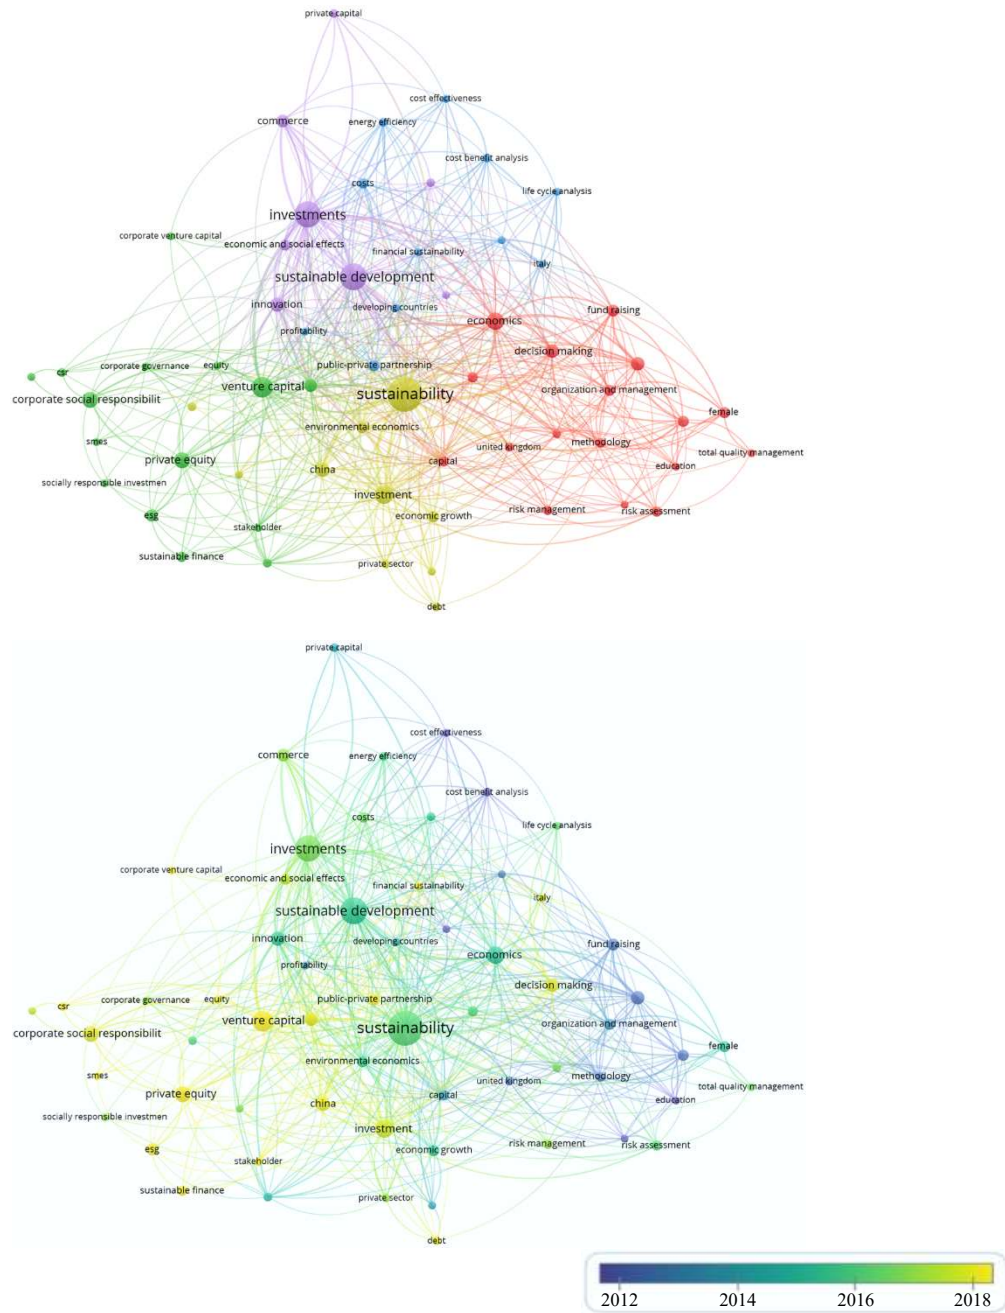 private capital
cost effectiveness
commerce
energy efficiency
cost benefit analysis
costs
life cycle analysis
investments
corporate venture capital
economic and social effects
financial sustainability
italy
sustainable development
innovation
developing countries
fund raising
economics
profitability
decision making
public-private partnership
corporate governance
equity
csr
venture capital
organization and management
sustainability
corporate social responsibilit
female
environmental economics
smes
united kingdom
methodology
total quality management
private equity
capital
china
education
socially responsible investmen
investment
risk management
risk assessment
esg
economic growth
stakeholder
sustainable finance
private sector
debt
private capital
cost effectiveness
commerce
energy efficiency
cost benefit analysis
costs
life cycle analysis
investments
corporate venture capital
economic and social effects
financial sustainability
italy
sustainable development
innovation
developing countries
fund raising
economics
profitability
decision making
public-private partnership
corporate governance
equity
csr
venture capital
organization and management
sustainability
corporate social responsibilit
female
environmental economics
smes
united kingdom
methodology
total quality management
private equity
capital
china
education
socially responsible investmen
investment
risk management
risk assessment
esg
economic growth
stakeholder
sustainable finance
private sector
debt
2012 2014 2016 2018